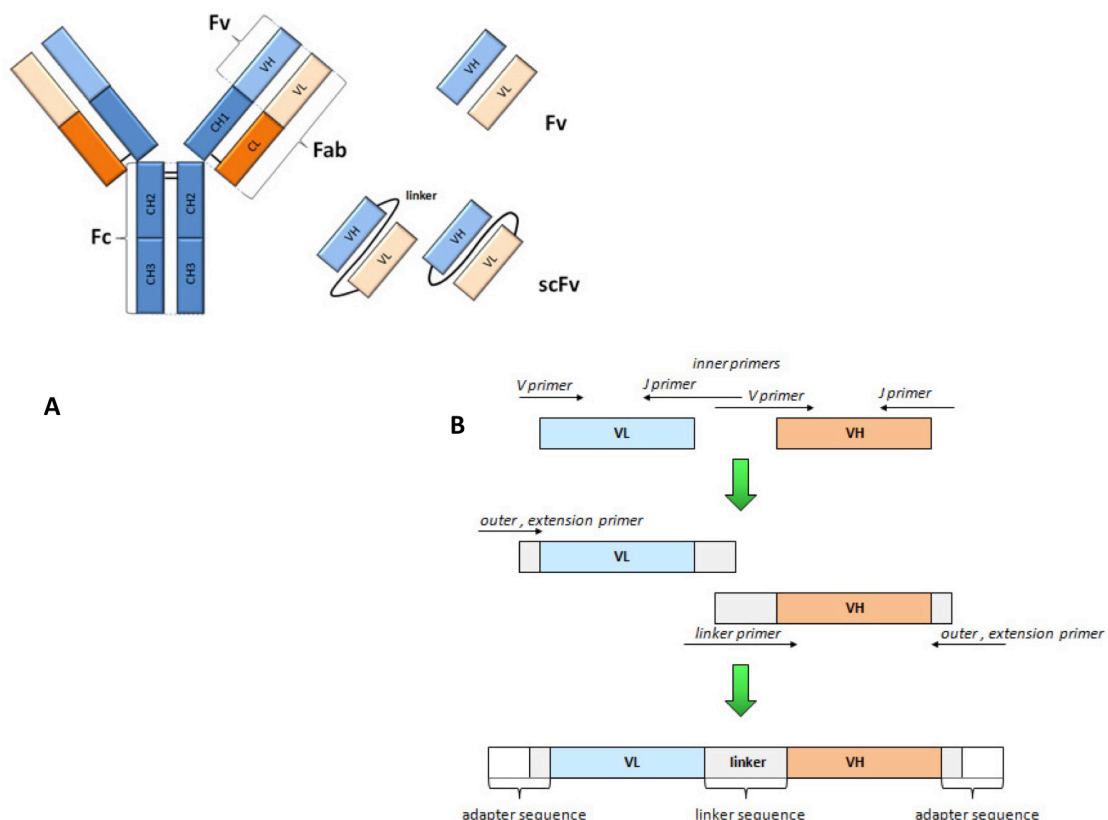 Fv
VH
VL
CH1
CL
Fab
CH2
CH2
Fc
CH3
CH3
VH
VL
Fv
linker
VH
VL
VH
VL
scFv
A
B
inner primers
V primer
J primer
V primer
J primer
VL
VH
outer , extension primer
VL
VH
linker primer
outer , extension primer
VL
linker
VH
adapter sequence
linker sequence
adapter sequence